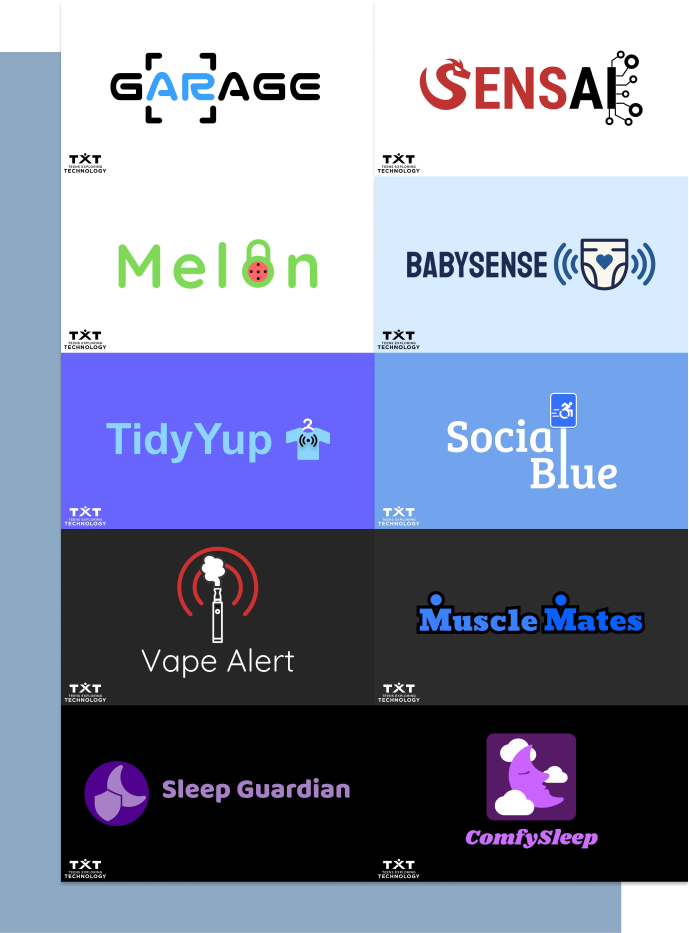 GARAGE
TXT
TEENS EXPLORING
TECHNOLOGY
SENSAI
TXT
TEENS EXPLORING
TECHNOLOGY
Melon
TXT
TEENS EXPLORING
TECHNOLOGY
BABYSENSE
TXT
TEENS EXPLORING
TECHNOLOGY
TidyYup
TXT
TEENS EXPLORING
TECHNOLOGY
Social
Blue
TXT
TEENS EXPLORING
TECHNOLOGY
Vape Alert
TXT
TEENS EXPLORING
TECHNOLOGY
Muscle Mates
TXT
TEENS EXPLORING
TECHNOLOGY
Sleep Guardian
TXT
TEENS EXPLORING
TECHNOLOGY
ComfySleep
TXT
TEENS EXPLORING
TECHNOLOGY